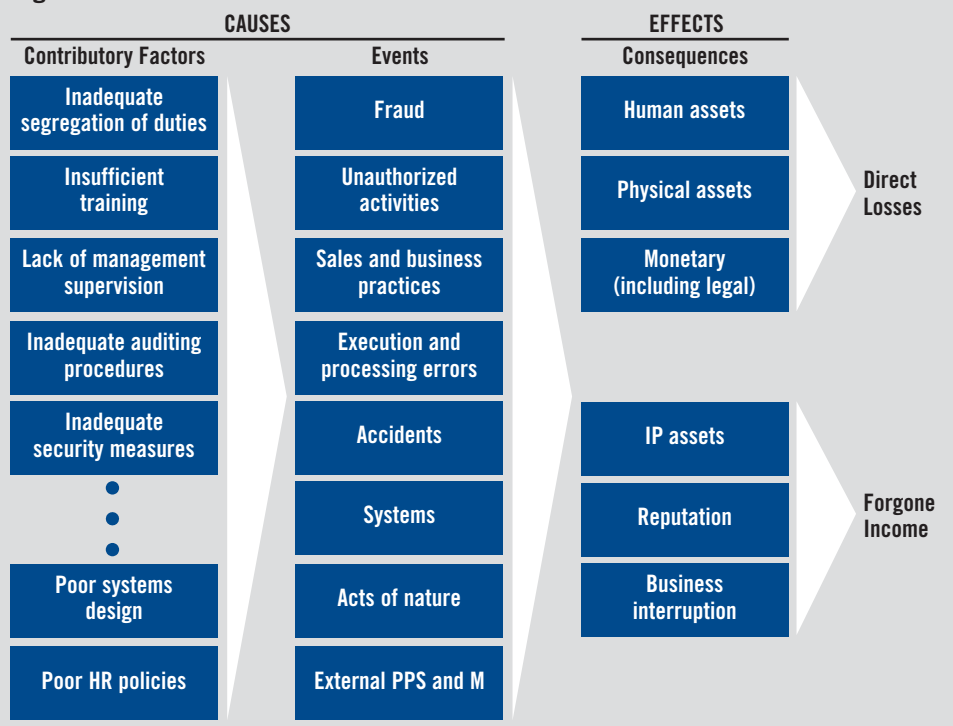 CAUSES
EFFECTS
Contributory Factors
Events
Consequences
Inadequate
segregation of duties
Insufficient
training
Lack of management
supervision
Inadequate auditing
procedures
Inadequate
security measures
Poor systems
design
Poor HR policies
Fraud
Unauthorized
activities
Sales and business
practices
Execution and
processing errors
Accidents
Systems
Acts of nature
External PPS and M
Human assets
Physical assets
Monetary
(including legal)
IP assets
Reputation
Business
interruption
Direct
Losses
Forgone
Income